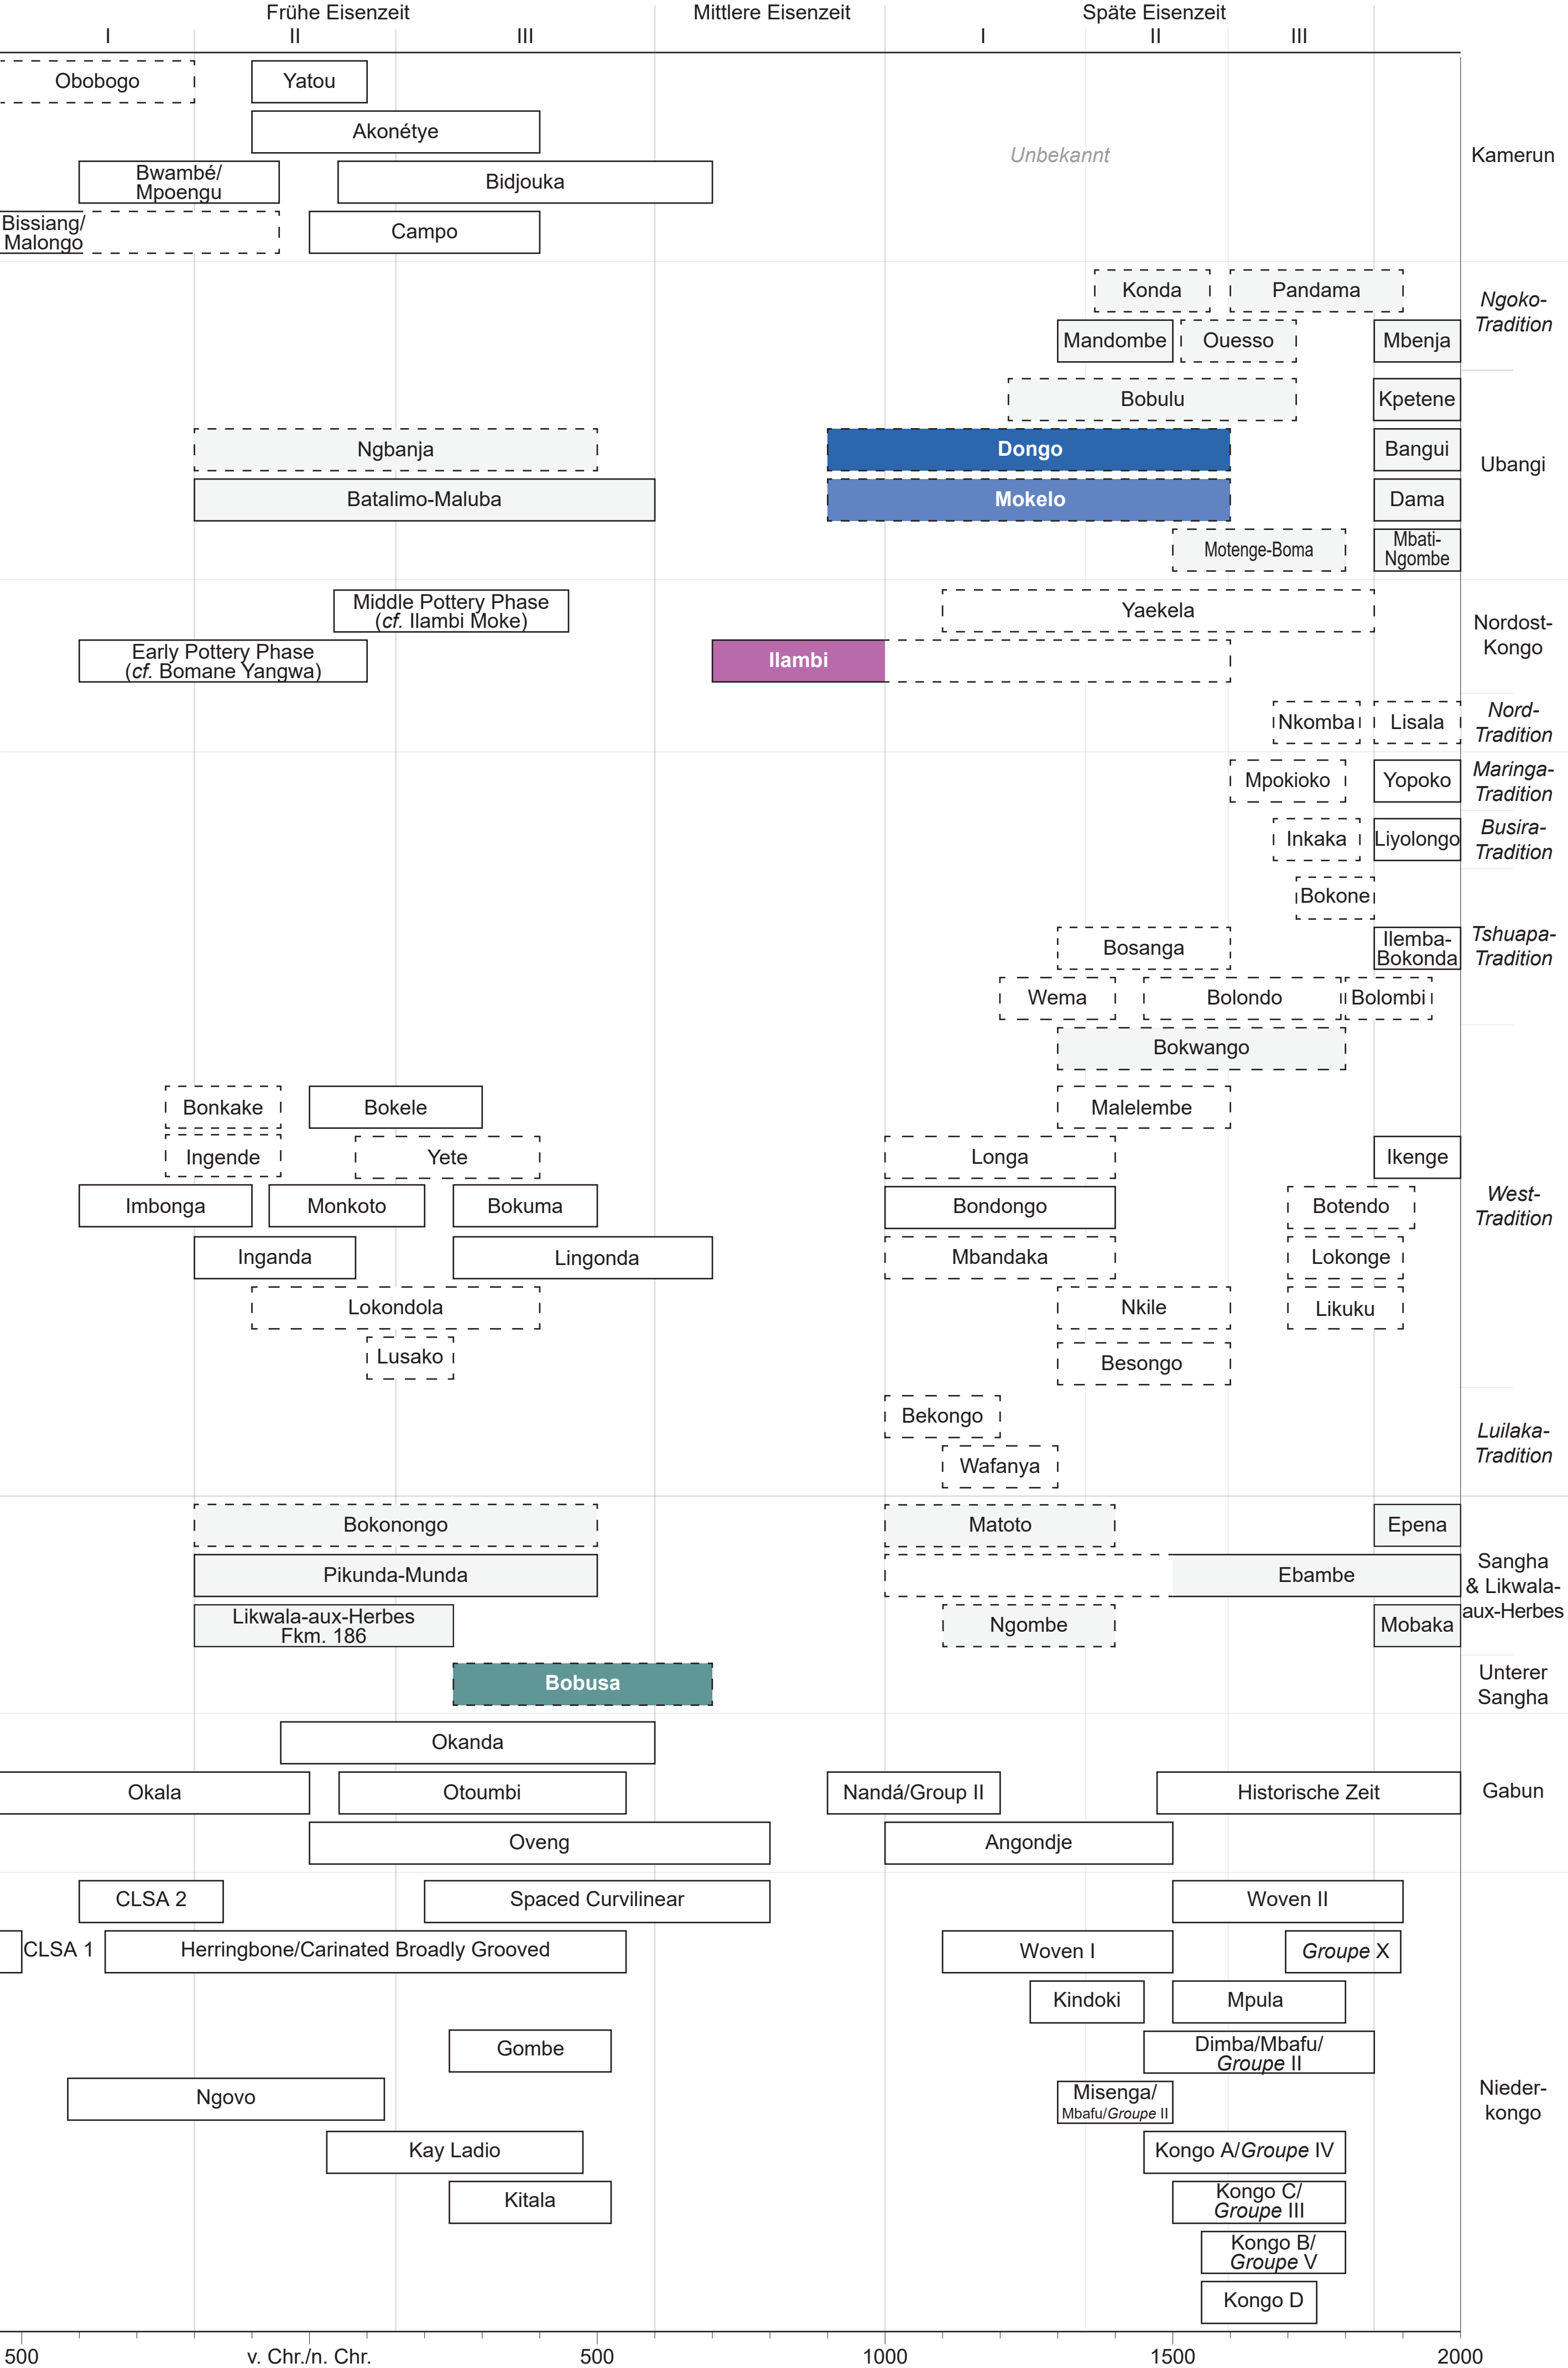 Frühe Eisenzeit Mittlere Eisenzeit Späte Eisenzeit
I II III I II III
Obobogo Yatou
Akonétye
Unbekannt
Kamerun
Bwambé/
Mpoengu
Bidjouka
Bissiang/
Malongo
Campo
Konda Pandama
Ngoko-
Tradition
Mandombe Ouesso Mbenja
Bobulu Kpetene
Ngbanja Dongo Bangui
Ubangi
Batalimo-Maluba Mokelo Dama
Motenge-Boma
Mbati-
Ngombe
Middle Pottery Phase
(cf. Ilambi Moke)
Yaekela
Nordost-
Kongo
Early Pottery Phase
(cf. Bomane Yangwa)
Ilambi
Nkomba Lisala
Nord-
Tradition
Mpokioko Yopoko
Maringa-
Tradition
Inkaka Liyolongo
Busira-
Tradition
Bokone
Bosanga
Ilemba-
Bokonda
Tshuapa-
Tradition
Wema Bolondo Bolombi
Bokwango
Bonkake Bokele Malelembe
Ingende Yete Longa Ikenge
Imbonga Monkoto Bokuma Bondongo Botendo
West-
Tradition
Inganda Lingonda Mbandaka Lokonge
Lokondola Nkile Likuku
Lusako Besongo
Bekongo
Wafanya
Luilaka-
Tradition
Bokonongo Matoto Epena
Pikunda-Munda Ebambe
Sangha
& Likwala-
aux-Herbes
Likwala-aux-Herbes
Fkm. 186
Ngombe Mobaka
Bobusa
Unterer
Sangha
Okanda
Okala Otoumbi Nandá/Group II Historische Zeit
Gabun
Oveng Angondje
CLSA 2 Spaced Curvilinear Woven II
CLSA 1 Herringbone/Carinated Broadly Grooved Woven I Groupe X
Kindoki Mpula
Gombe
Dimba/Mbafu/
Groupe II
Ngovo
Misenga/
Mbafu/Groupe II
Nieder-
kongo
Kay Ladio Kongo A/Groupe IV
Kitala
Kongo C/
Groupe III
Kongo B/
Groupe V
Kongo D
500 v. Chr./n. Chr. 500 1000 1500 2000